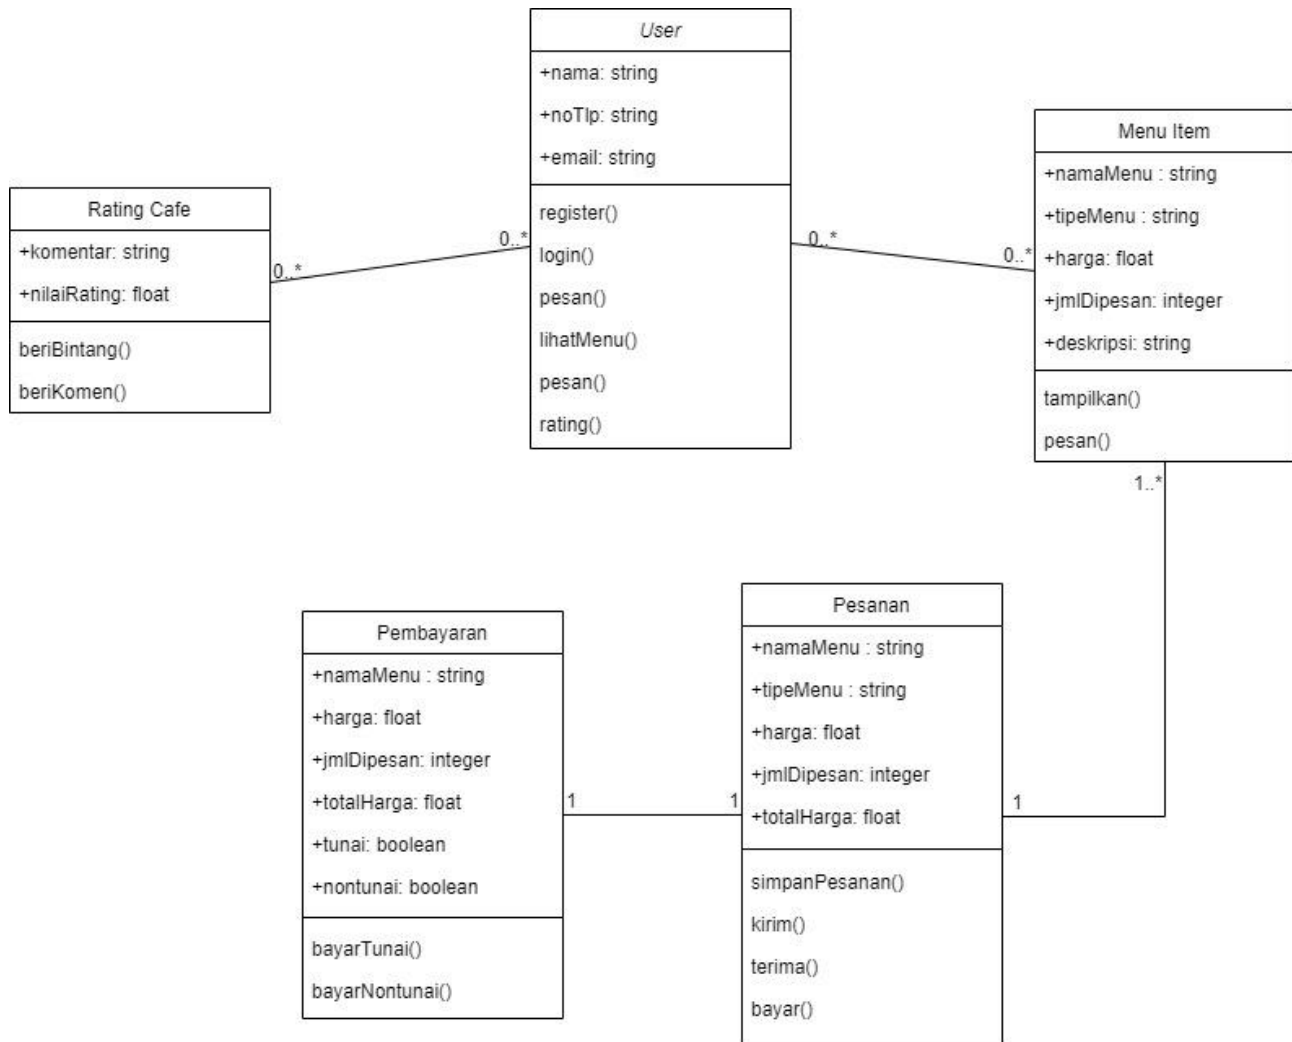 User
+nama: string
+noTlp: string
+email: string
register()
login()
pesan()
lihatMenu()
pesan()
rating()
Rating Cafe
+komentar: string
+nilaiRating: float
beriBintang()
beriKomen()
0..*
0..*
0..*
0..*
Menu Item
+namaMenu : string
+tipeMenu : string
+harga: float
+jmlDipesan: integer
+deskripsi: string
tampilkan()
pesan()
1..*
Pembayaran
+namaMenu : string
+harga: float
+jmlDipesan: integer
+totalHarga: float
+tunai: boolean
+nontunai: boolean
bayarTunai()
bayarNontunai()
1
1
Pesanan
+namaMenu : string
+tipeMenu : string
+harga: float
+jmlDipesan: integer
+totalHarga: float
simpanPesanan()
kirim()
terima()
bayar()
1